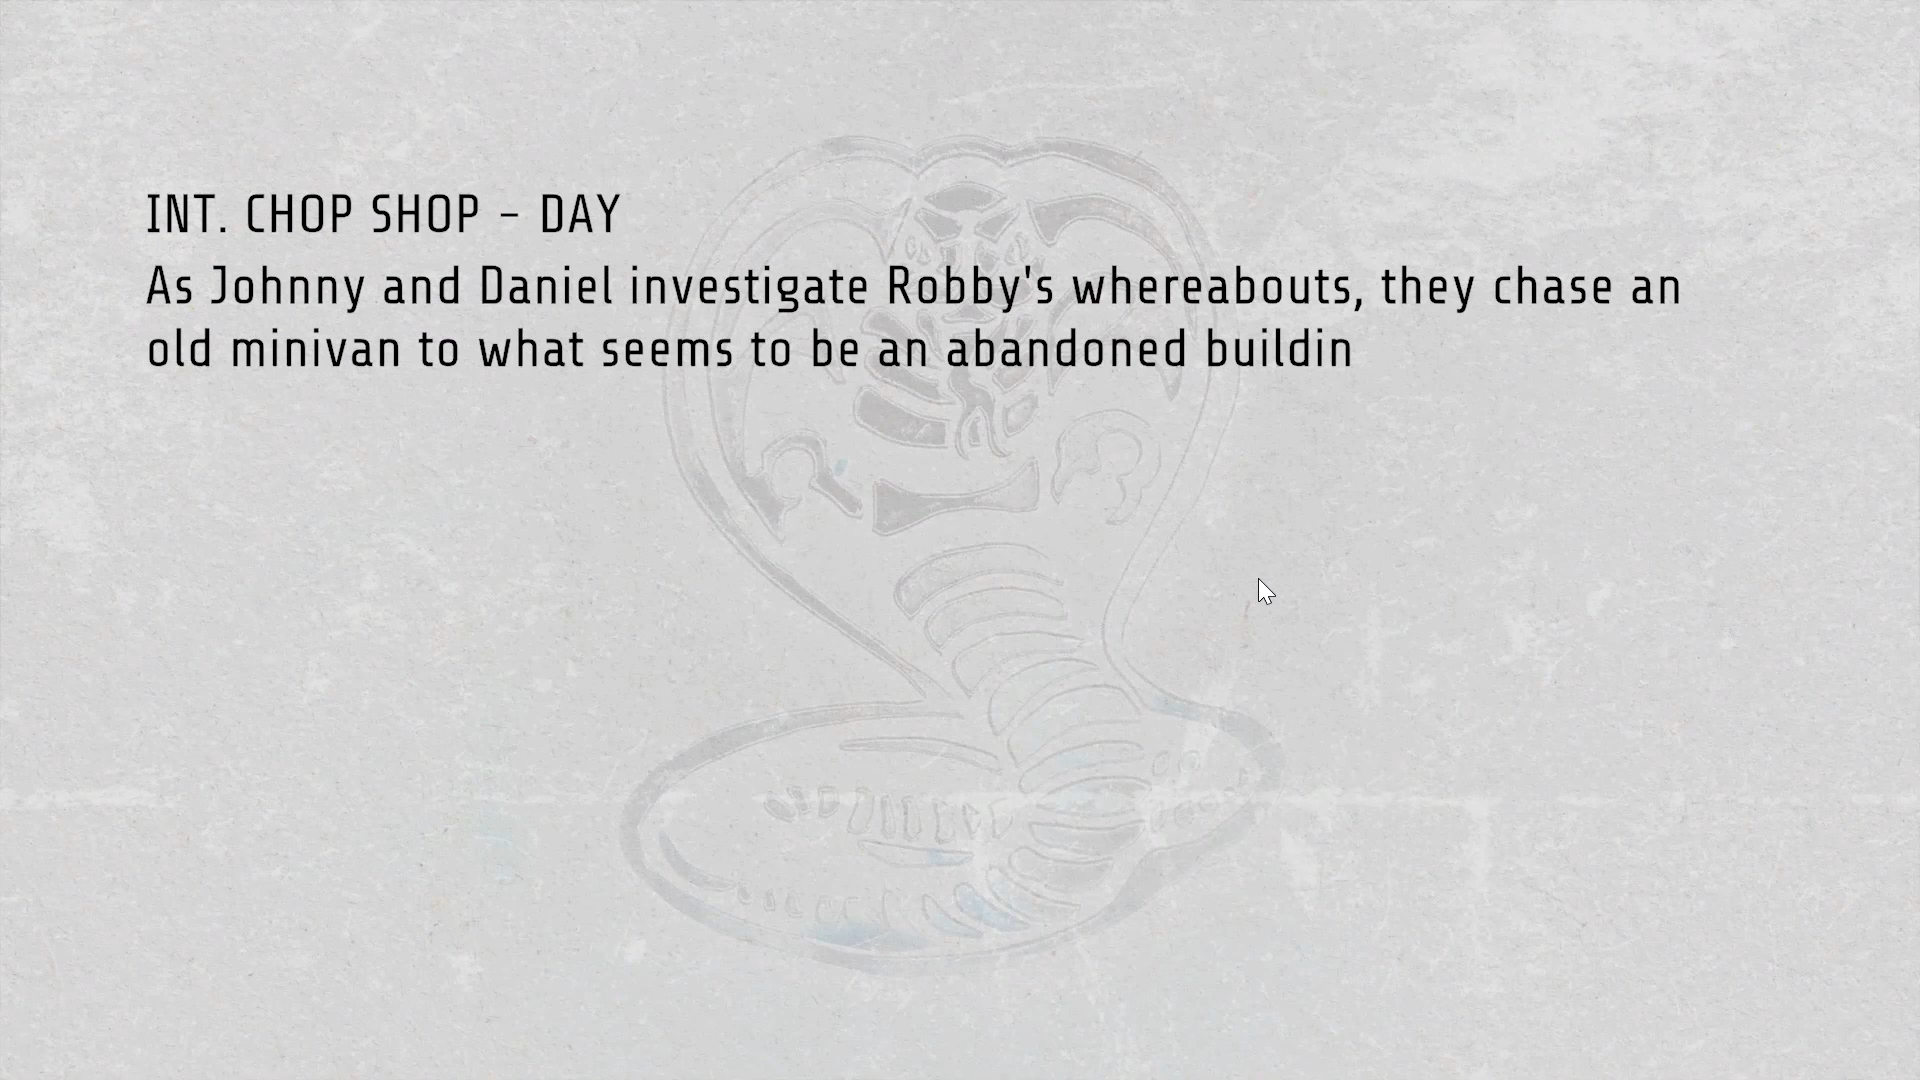 INT. CHOP SHOP - DAY
As Johnny and Daniel investigate Robby's whereabouts, they chase an
old minivan to what seems to be an abandoned buildin